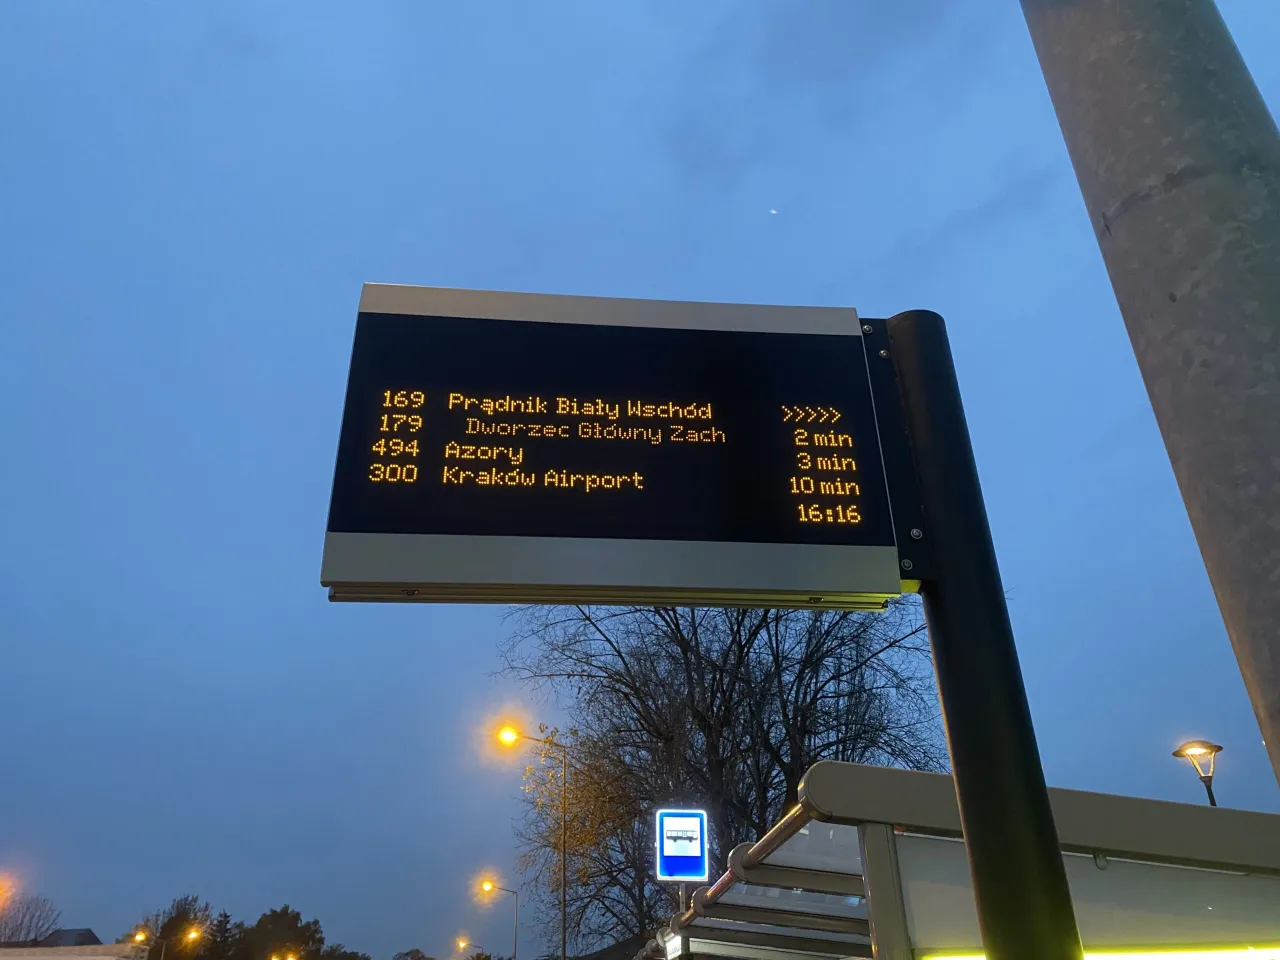 169 Prądnik Biały Wschód >>>>>
179 Dworzec Główny Zach 2 min
494 Azory 3 min
300 Kraków Airport 10 min
16:16